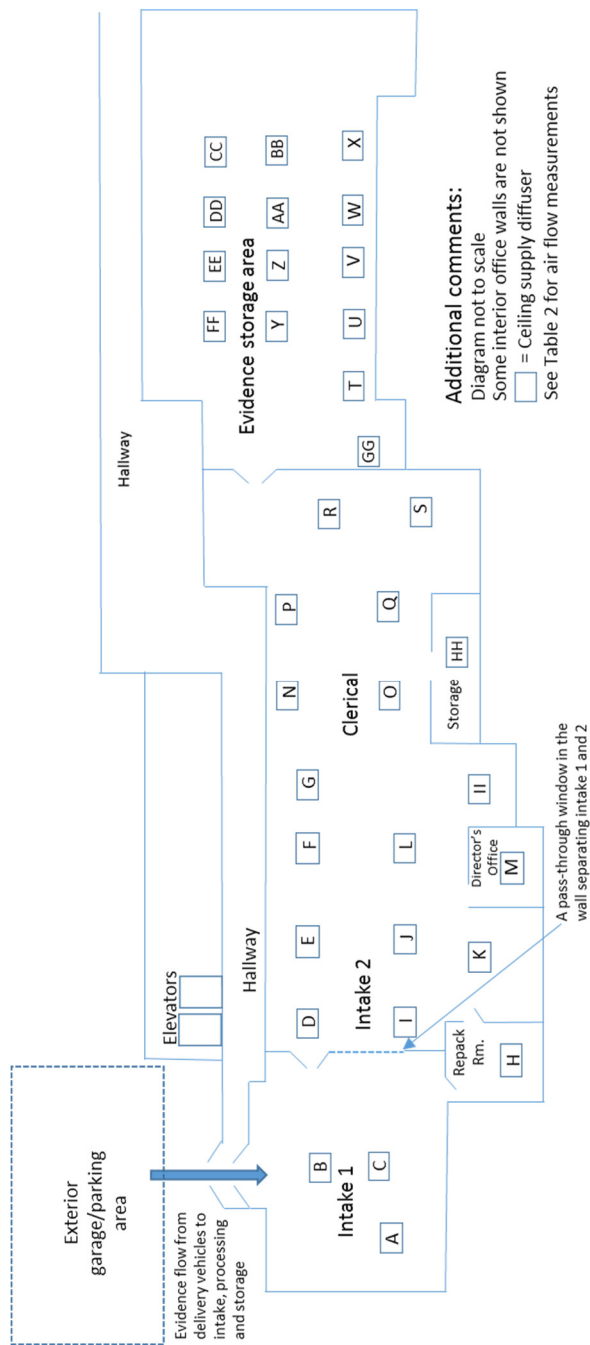 Exterior
garage/parking
area
Evidence flow from
delivery vehicles to
intake, processing
and storage
Elevators
Hallway
Hallway
Intake 1
A
B
C
Intake 2
D
E
F
G
I
J
L
K
Repack
Rm.
H
Director's
Office
M
II
A pass-through window in the
wall separating intake 1 and 2
Clerical
N
P
O
Q
R
S
Storage
HH
Evidence storage area
FF
EE
DD
CC
Y
Z
AA
BB
GG
T
U
V
W
X
Additional comments:
Diagram not to scale
Some interior office walls are not shown
= Ceiling supply diffuser
See Table 2 for air flow measurements